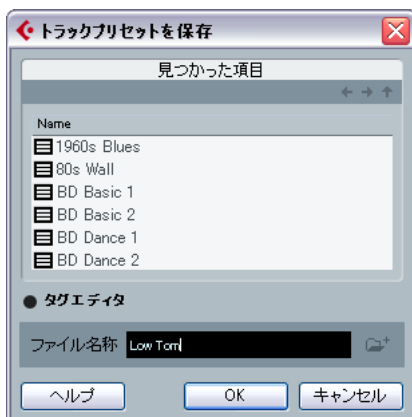 トラックプリセットを保存
見つかった項目
Name
1960s Blues
80s Wall
BD Basic 1
BD Basic 2
BD Dance 1
BD Dance 2
タグエディタ
ファイル名称 Low Tom
ヘルプ OK キャンセル